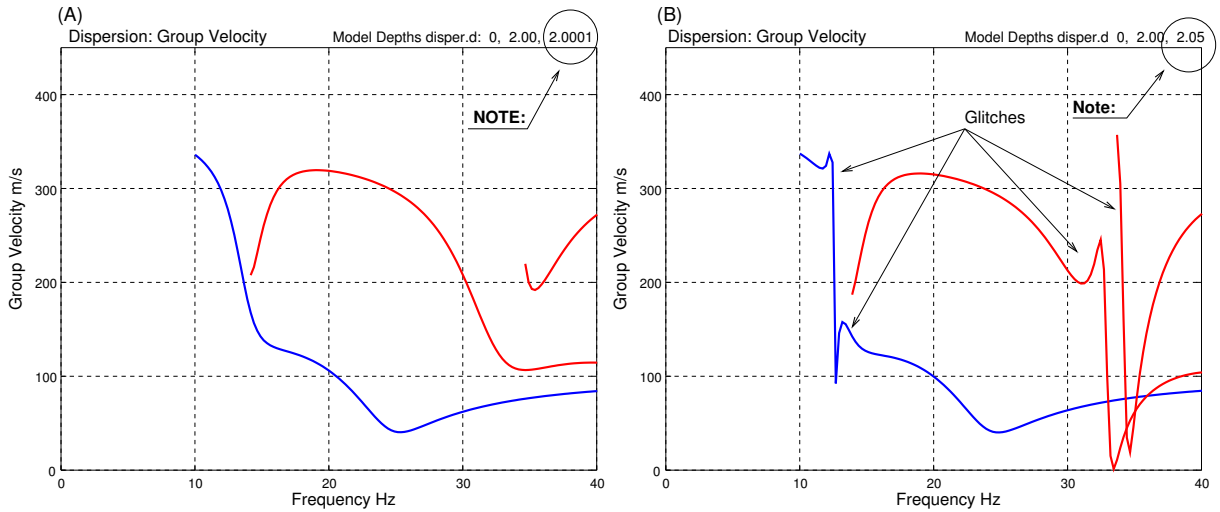 (A)
Dispersion: Group Velocity
Model Depths disper.d: 0, 2.00, 2.0001
NOTE:
400
300
200
100
0
Group Velocity m/s
0
10
20
30
40
Frequency Hz
(B)
Dispersion: Group Velocity
Model Depths disper.d 0, 2.00, 2.05
Note:
Glitches
400
300
200
100
0
Group Velocity m/s
0
10
20
30
40
Frequency Hz